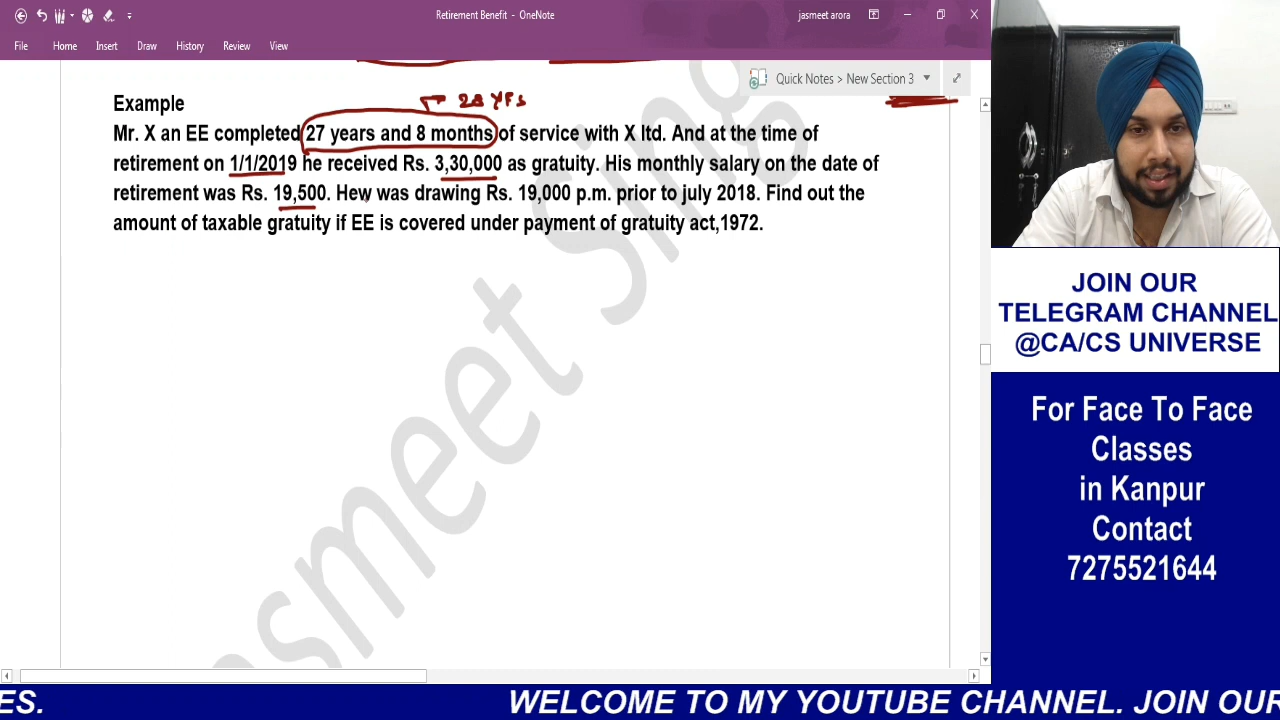 Retirement Benefit - OneNote
jasmeet arora
File Home Insert Draw History Review View
Quick Notes > New Section 3
Example
28 yrs
Mr. X an EE completed 27 years and 8 months of service with X ltd. And at the time of
retirement on 1/1/2019 he received Rs. 3,30,000 as gratuity. His monthly salary on the date of
retirement was Rs. 19,500. Hew was drawing Rs. 19,000 p.m. prior to july 2018. Find out the
amount of taxable gratuity if EE is covered under payment of gratuity act,1972.
Jasmeet Sing
JOIN OUR
TELEGRAM CHANNEL
@CA/CS UNIVERSE
For Face To Face
Classes
in Kanpur
Contact
7275521644
ES. WELCOME TO MY YOUTUBE CHANNEL. JOIN OUR